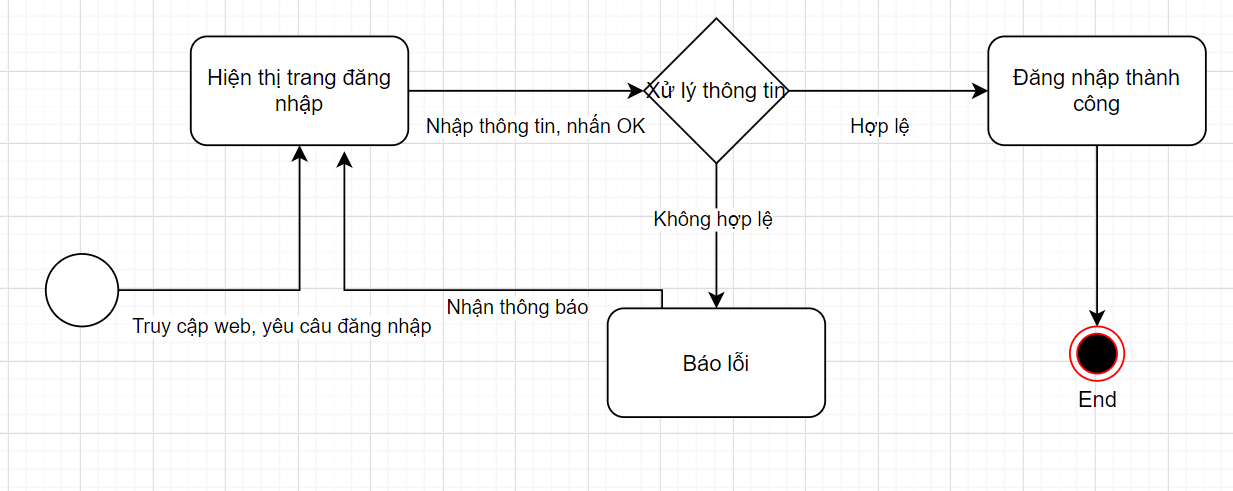 Hiện thị trang đăng
nhập
Xử lý thông tin
Đăng nhập thành
công
Nhập thông tin, nhấn OK
Hợp lệ
Không hợp lệ
Nhận thông báo
Truy cập web, yêu câu đăng nhập
Báo lỗi
End